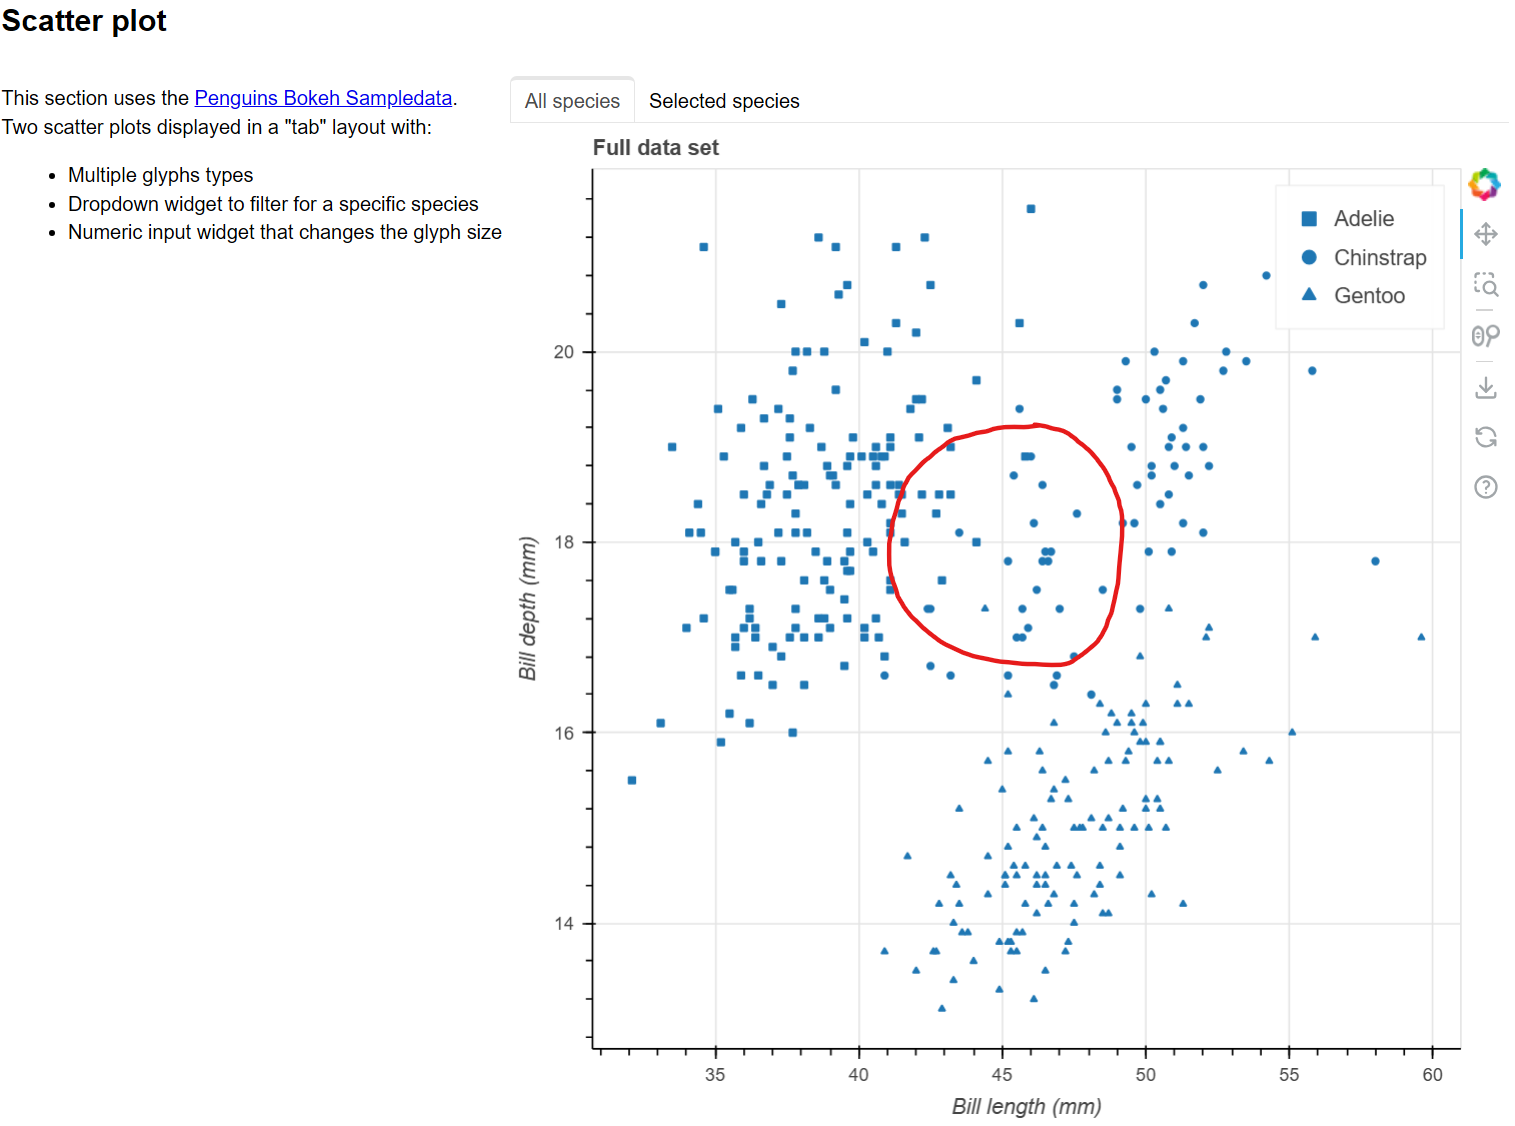 Scatter plot
This section uses the Penguins Bokeh Sampledata.
Two scatter plots displayed in a "tab" layout with:
• Multiple glyphs types
• Dropdown widget to filter for a specific species
• Numeric input widget that changes the glyph size
All species Selected species
Full data set
Adelie
Chinstrap
Gentoo
20
18
16
14
Bill depth (mm)
35 40 45 50 55 60
Bill length (mm)